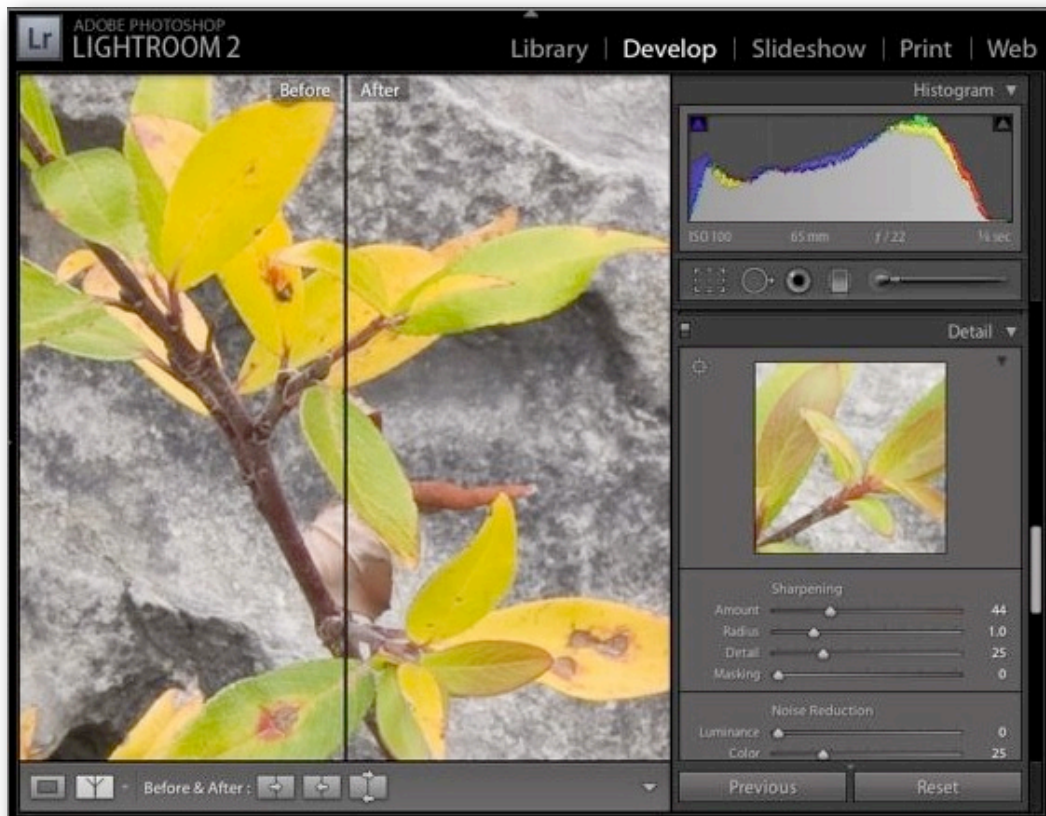 Lr
ADOBE PHOTOSHOP
LIGHTROOM 2
Library | Develop | Slideshow | Print | Web
Before
After
Histogram
ISO 100 65 mm f / 22 ⅙ sec
Detail
Sharpening
Amount 44
Radius 1.0
Detail 25
Masking 0
Noise Reduction
Luminance 0
Color 25
Before & After :
Previous
Reset